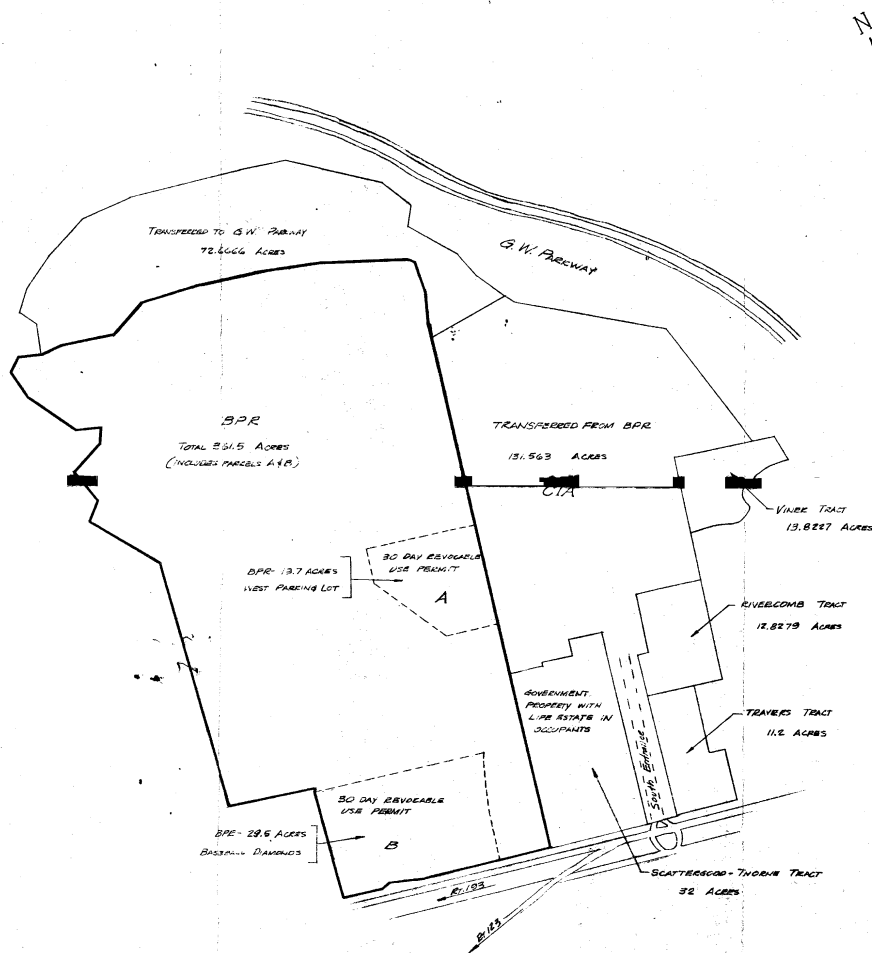 N
TRANSFERRED TO G.W. PARKWAY
72.6666 ACRES
G.W. PARKWAY
BPR
TOTAL 361.5 ACRES
(INCLUDES PARCELS A & B)
TRANSFERRED FROM BPR
131.563 ACRES
CIA
VINER TRACT
13.8227 ACRES
30 DAY REVOCABLE
USE PERMIT
A
BPR- 13.7 ACRES
WEST PARKING LOT
RIVERCOMB TRACT
12.8279 ACRES
GOVERNMENT
PROPERTY WITH
LIFE ESTATE IN
OCCUPANTS
TRAVERS TRACT
11.2 ACRES
South Entrance
30 DAY REVOCABLE
USE PERMIT
B
BPR- 29.6 ACRES
BASEBALL DIAMONDS
SCATTERGOOD-THORNE TRACT
32 ACRES
RT. 193
RT. 123